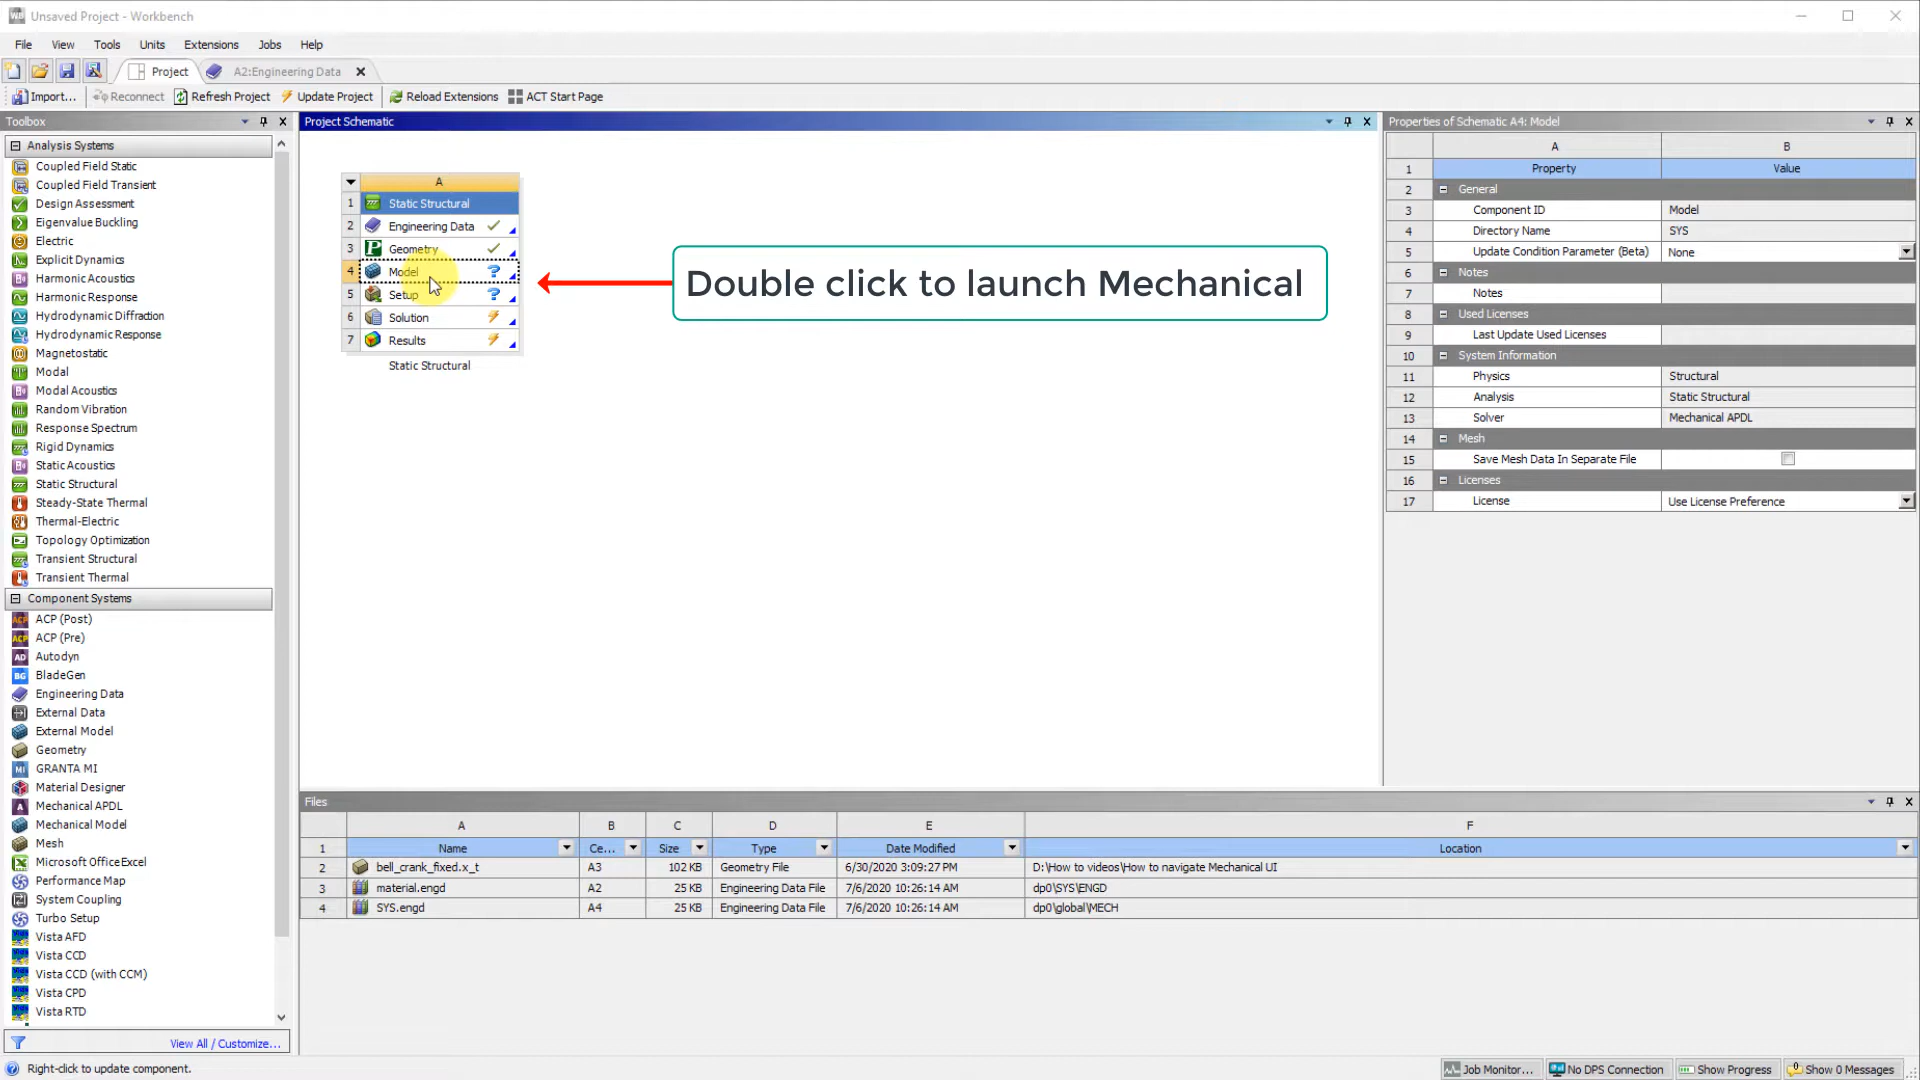 Unsaved Project - Workbench
File View Tools Units Extensions Jobs Help
Project A2:Engineering Data
Import... Reconnect Refresh Project Update Project Reload Extensions ACT Start Page
Toolbox
Analysis Systems
Coupled Field Static
Coupled Field Transient
Design Assessment
Eigenvalue Buckling
Electric
Explicit Dynamics
Harmonic Acoustics
Harmonic Response
Hydrodynamic Diffraction
Hydrodynamic Response
Magnetostatic
Modal
Modal Acoustics
Random Vibration
Response Spectrum
Rigid Dynamics
Static Acoustics
Static Structural
Steady-State Thermal
Thermal-Electric
Topology Optimization
Transient Structural
Transient Thermal
Component Systems
ACP (Post)
ACP (Pre)
Autodyn
BladeGen
Engineering Data
External Data
External Model
Geometry
GRANTA MI
Material Designer
Mechanical APDL
Mechanical Model
Mesh
Microsoft Office Excel
Performance Map
System Coupling
Turbo Setup
Vista AFD
Vista CCD
Vista CCD (with CCM)
Vista CPD
Vista RTD
View All / Customize...
Project Schematic
A
1 Static Structural
2 Engineering Data
3 Geometry
4 Model
5 Setup
6 Solution
7 Results
Static Structural
Double click to launch Mechanical
Properties of Schematic A4: Model
A B
1 Property Value
2 General
3 Component ID Model
4 Directory Name SYS
5 Update Condition Parameter (Beta) None
6 Notes
7 Notes
8 Used Licenses
9 Last Update Used Licenses
10 System Information
11 Physics Structural
12 Analysis Static Structural
13 Solver Mechanical APDL
14 Mesh
15 Save Mesh Data In Separate File
16 Licenses
17 License Use License Preference
Files
A B C D E F
1 Name Ce... Size Type Date Modified Location
2 bell_crank_fixed.x_t A3 102 KB Geometry File 6/30/2020 3:09:27 PM D:\How to videos\How to navigate Mechanical UI
3 material.engd A2 25 KB Engineering Data File 7/6/2020 10:26:14 AM dp0\SYS\ENGD
4 SYS.engd A4 25 KB Engineering Data File 7/6/2020 10:26:14 AM dp0\global\MECH
Right-click to update component.
Job Monitor... No DPS Connection Show Progress Show 0 Messages